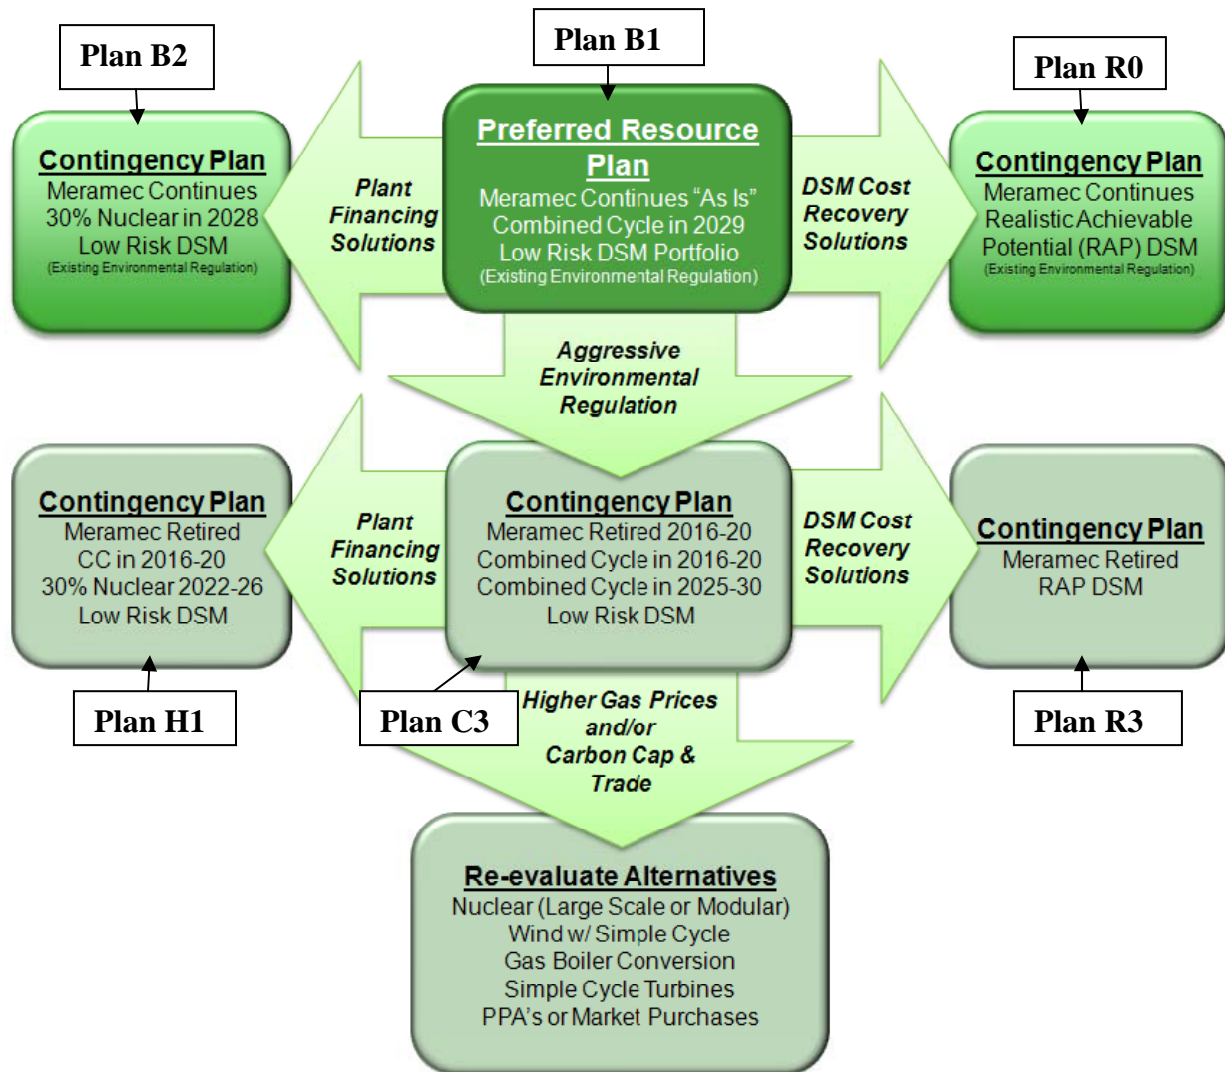 Plan B2
Plan B1
Plan R0
Contingency Plan
Meramec Continues
30% Nuclear in 2028
Low Risk DSM
(Existing Environmental Regulation)
Plant
Financing
Solutions
Preferred Resource
Plan
Meramec Continues “As Is”
Combined Cycle in 2029
Low Risk DSM Portfolio
(Existing Environmental Regulation)
DSM Cost
Recovery
Solutions
Contingency Plan
Meramec Continues
Realistic Achievable
Potential (RAP) DSM
(Existing Environmental Regulation)
Aggressive
Environmental
Regulation
Contingency Plan
Meramec Retired
CC in 2016-20
30% Nuclear 2022-26
Low Risk DSM
Plant
Financing
Solutions
Contingency Plan
Meramec Retired 2016-20
Combined Cycle in 2016-20
Combined Cycle in 2025-30
Low Risk DSM
DSM Cost
Recovery
Solutions
Contingency Plan
Meramec Retired
RAP DSM
Plan H1
Plan C3
Plan R3
Higher Gas Prices
and/or
Carbon Cap &
Trade
Re-evaluate Alternatives
Nuclear (Large Scale or Modular)
Wind w/ Simple Cycle
Gas Boiler Conversion
Simple Cycle Turbines
PPA's or Market Purchases